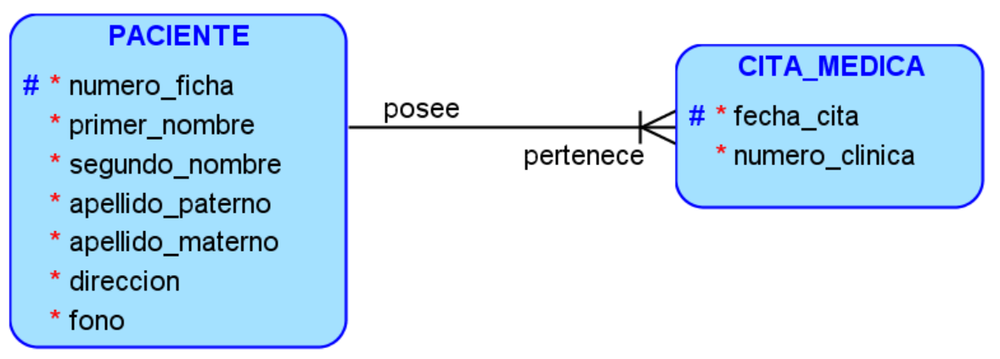 PACIENTE
# * numero_ficha
* primer_nombre
* segundo_nombre
* apellido_paterno
* apellido_materno
* direccion
* fono
posee
pertenece
CITA_MEDICA
# * fecha_cita
* numero_clinica